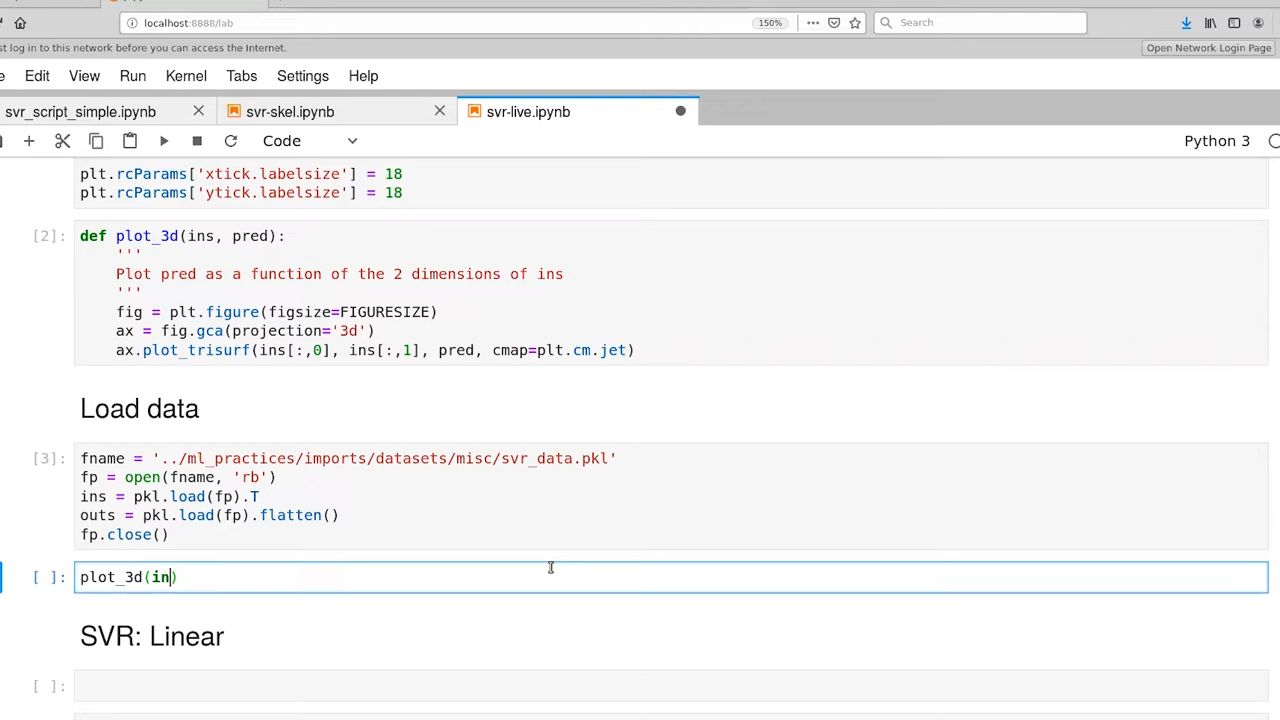 localhost:8888/lab
150%
Search
st log in to this network before you can access the Internet.
Open Network Login Page
e Edit View Run Kernel Tabs Settings Help
svr_script_simple.ipynb
svr-skel.ipynb
svr-live.ipynb
Code
Python 3
plt.rcParams['xtick.labelsize'] = 18
plt.rcParams['ytick.labelsize'] = 18
[2]: def plot_3d(ins, pred):
'''
Plot pred as a function of the 2 dimensions of ins
'''
fig = plt.figure(figsize=FIGURESIZE)
ax = fig.gca(projection='3d')
ax.plot_trisurf(ins[:,0], ins[:,1], pred, cmap=plt.cm.jet)
Load data
[3]: fname = '../ml_practices/imports/datasets/misc/svr_data.pkl'
fp = open(fname, 'rb')
ins = pkl.load(fp).T
outs = pkl.load(fp).flatten()
fp.close()
[ ]: plot_3d(in)
SVR: Linear
[ ]: